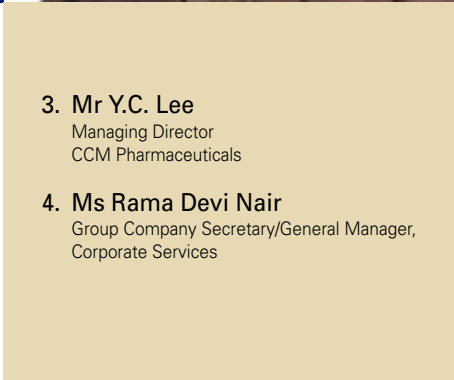 3. Mr Y.C. Lee
Managing Director
CCM Pharmaceuticals
4. Ms Rama Devi Nair
Group Company Secretary/General Manager,
Corporate Services